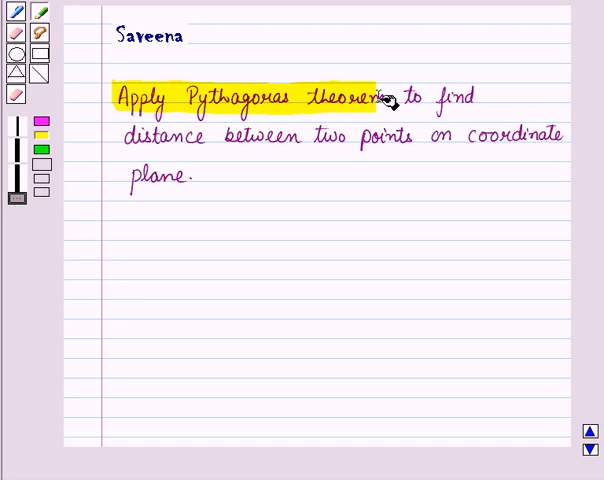 Saveena
Apply Pythagoras theorem to find
distance between two points on coordinate
plane.